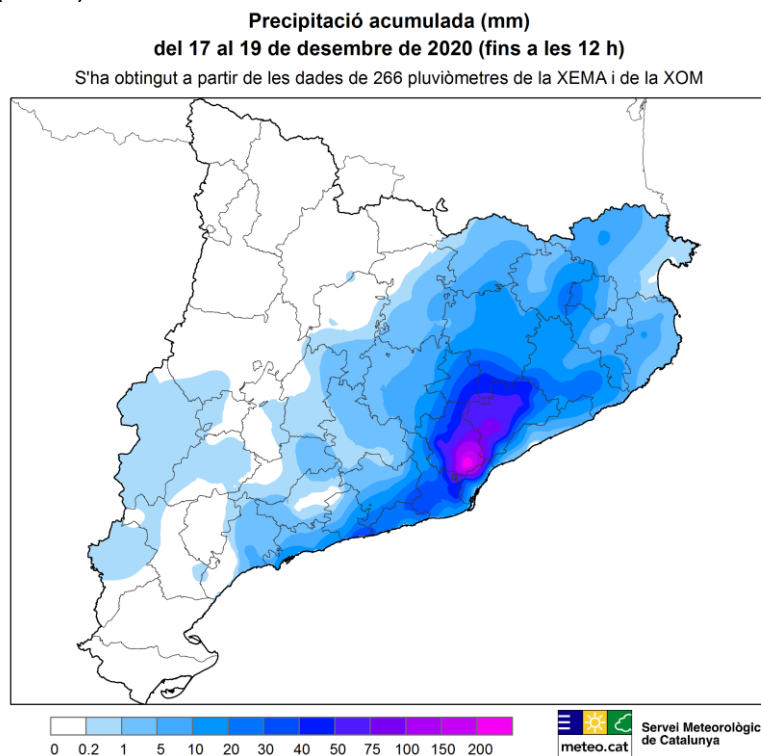 Precipitació acumulada (mm)
del 17 al 19 de desembre de 2020 (fins a les 12 h)
S'ha obtingut a partir de les dades de 266 pluviòmetres de la XEMA i de la XOM
0 0.2 1 5 10 20 30 40 50 75 100 150 200
meteo.cat
Servei Meteorològic
de Catalunya